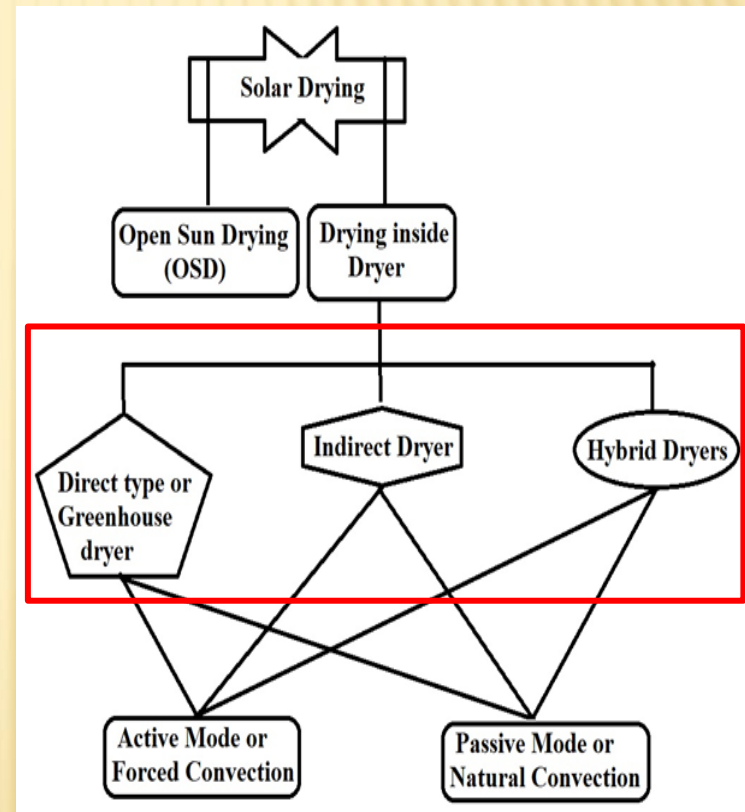 Solar Drying
Open Sun Drying
(OSD)
Drying inside
Dryer
Direct type or
Greenhouse
dryer
Indirect Dryer
Hybrid Dryers
Active Mode or
Forced Convection
Passive Mode or
Natural Convection